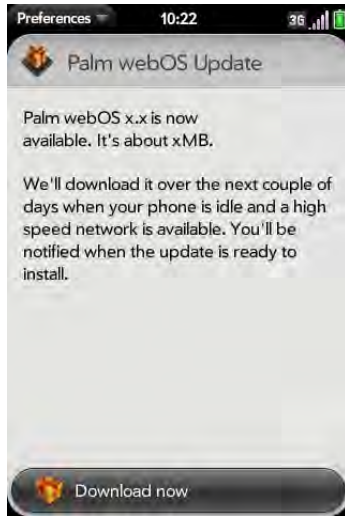 Preferences 10:22 3G
Palm webOS Update
Palm webOS x.x is now
available. It's about xMB.
We'll download it over the next couple of
days when your phone is idle and a high
speed network is available. You'll be
notified when the update is ready to
install.
Download now